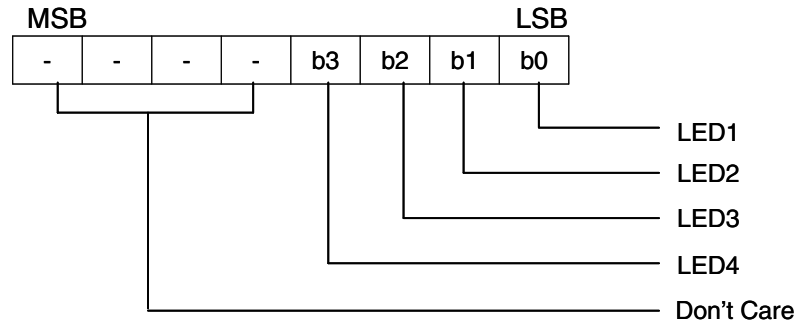 MSB LSB
- - - - b3 b2 b1 b0
LED1
LED2
LED3
LED4
Don't Care